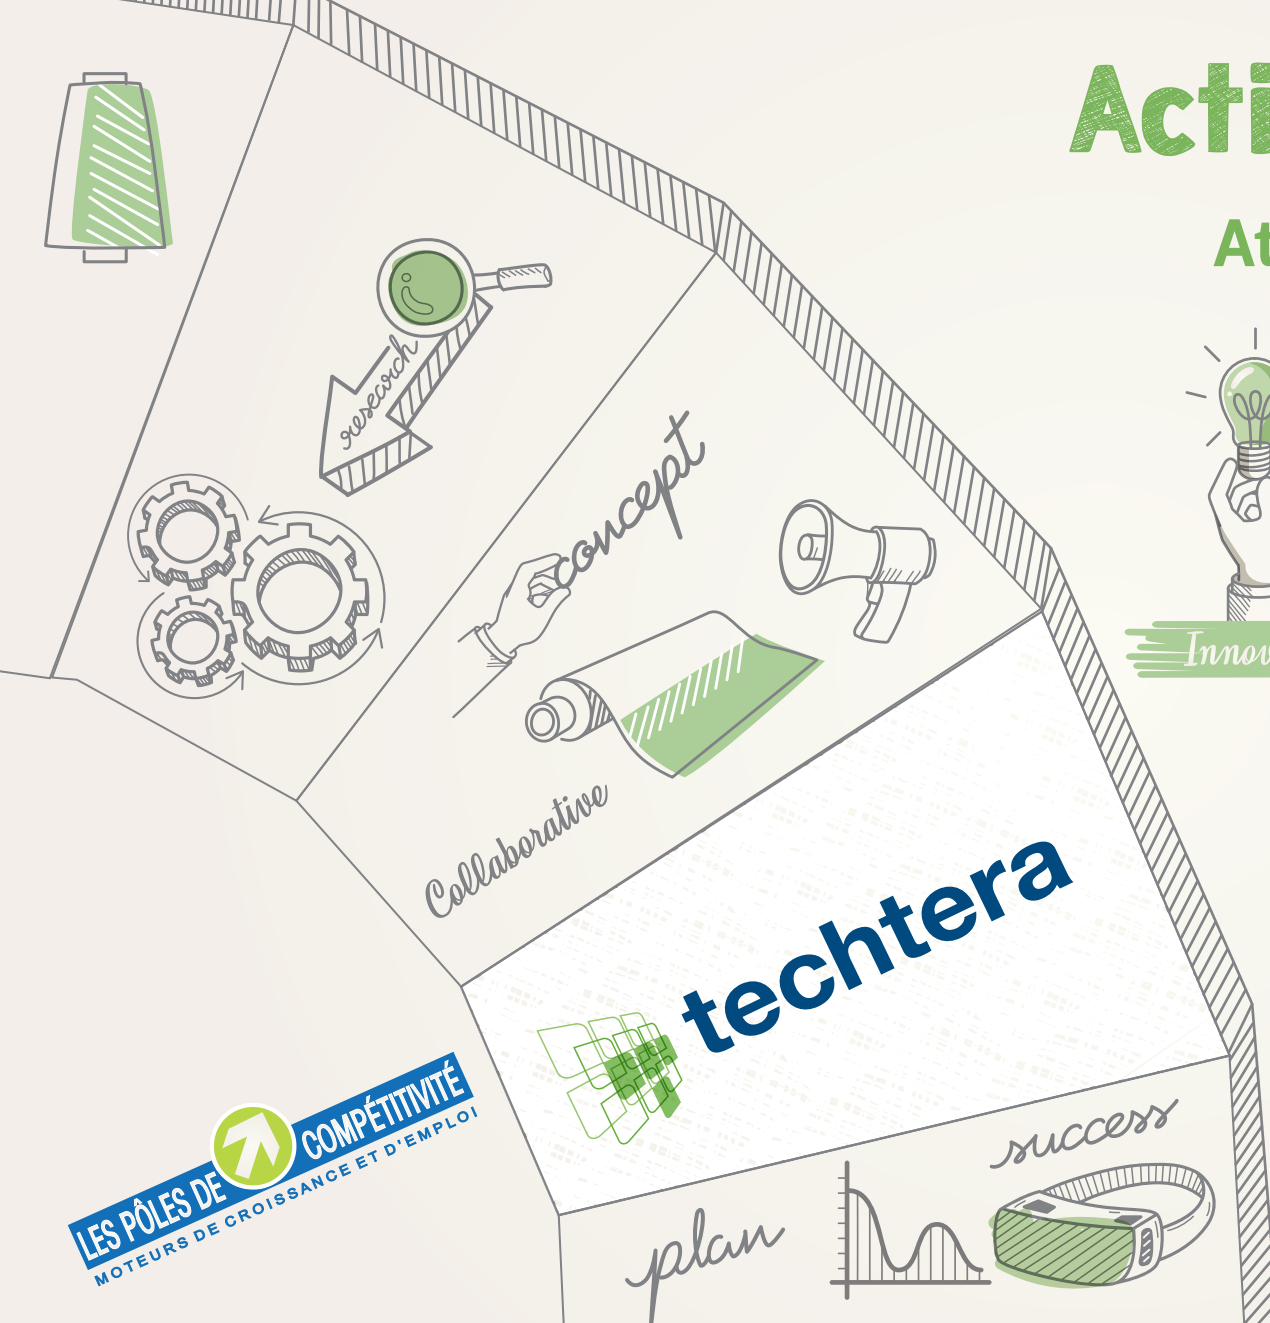 Acti
At
research
concept
Innov
Collaborative
techtera
LES PÔLES DE COMPÉTITIVITÉ
MOTEURS DE CROISSANCE ET D'EMPLOI
success
plan